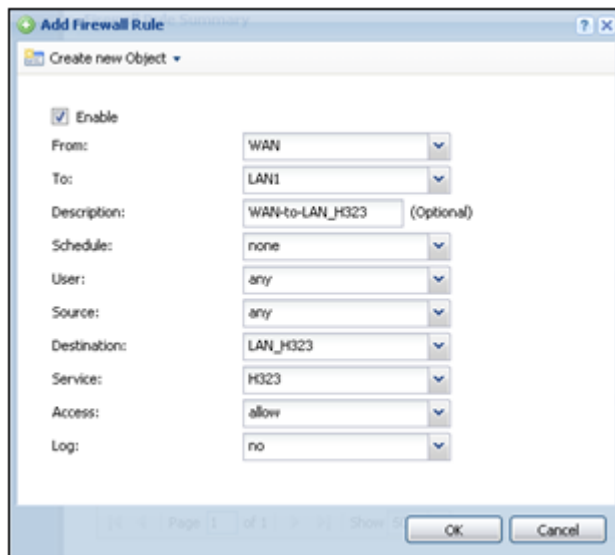 Add Firewall Rule
Create new Object
Enable
From: WAN
To: LAN1
Description: WAN-to-LAN_H323 (Optional)
Schedule: none
User: any
Source: any
Destination: LAN_H323
Service: H323
Access: allow
Log: no
Page 1 of 1 Show
OK Cancel